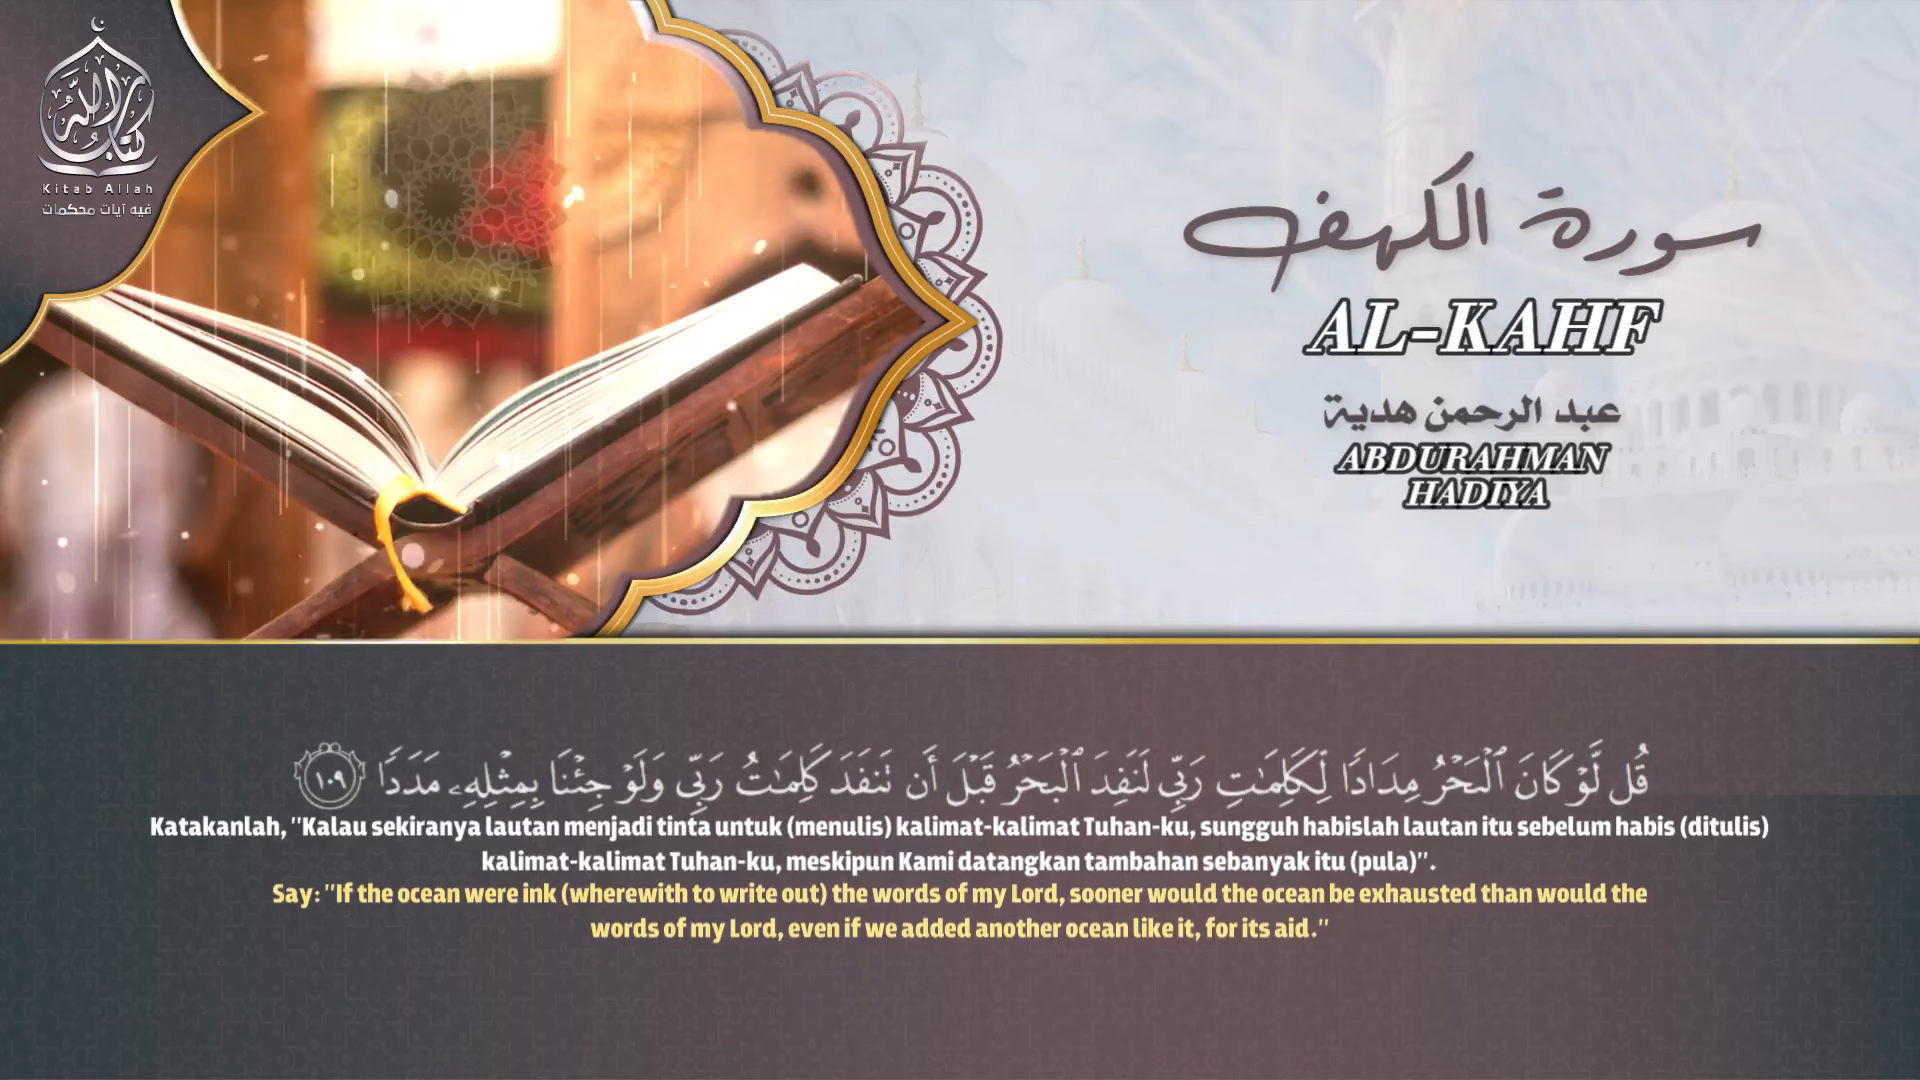 كتاب الله
Kitab Allah
فيه آيات محكمات
سورة الكهف
AL-KAHF
عبد الرحمن هدية
ABDURAHMAN
HADIYA
قُل لَّوْ كَانَ ٱلْبَحْرُ مِدَادًا لِّكَلِمَـٰتِ رَبِّى لَنَفِدَ ٱلْبَحْرُ قَبْلَ أَن تَنفَدَ كَلِمَـٰتُ رَبِّى وَلَوْ جِئْنَا بِمِثْلِهِۦ مَدَدًا ١٠٩
Katakanlah, "Kalau sekiranya lautan menjadi tinta untuk (menulis) kalimat-kalimat Tuhan-ku, sungguh habislah lautan itu sebelum habis (ditulis)
kalimat-kalimat Tuhan-ku, meskipun Kami datangkan tambahan sebanyak itu (pula)".
Say: "If the ocean were ink (wherewith to write out) the words of my Lord, sooner would the ocean be exhausted than would the
words of my Lord, even if we added another ocean like it, for its aid."